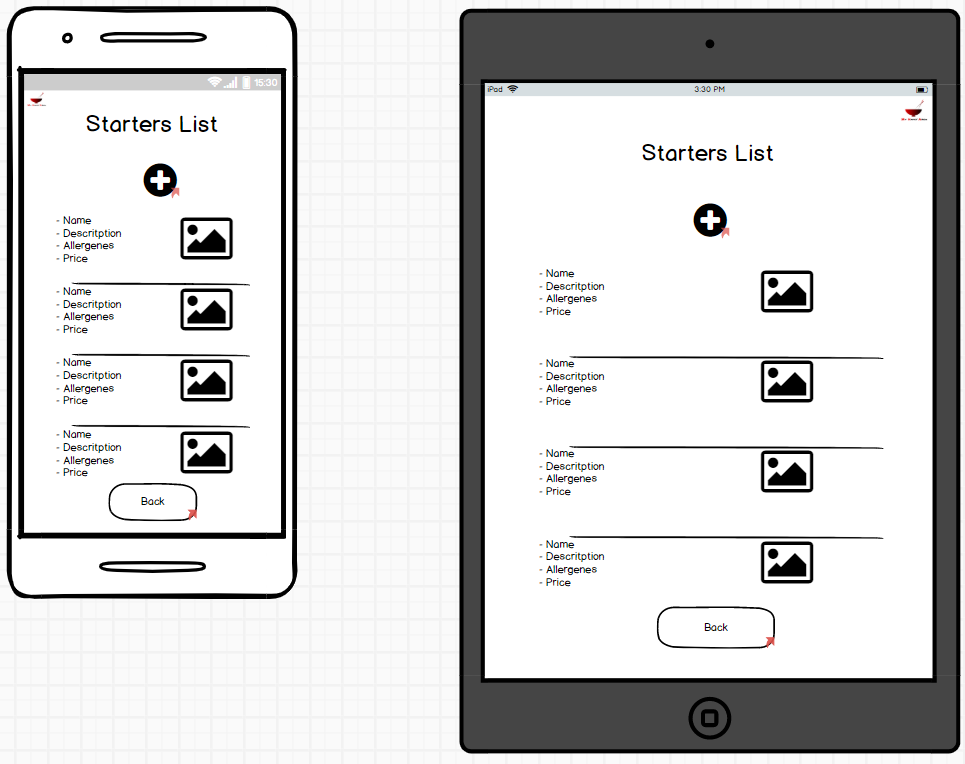 15:30
Starters List
- Name
- Descritption
- Allergenes
- Price
- Name
- Descritption
- Allergenes
- Price
- Name
- Descritption
- Allergenes
- Price
- Name
- Descritption
- Allergenes
- Price
Back
iPad 3:30 PM
Starters List
- Name
- Descritption
- Allergenes
- Price
- Name
- Descritption
- Allergenes
- Price
- Name
- Descritption
- Allergenes
- Price
- Name
- Descritption
- Allergenes
- Price
Back